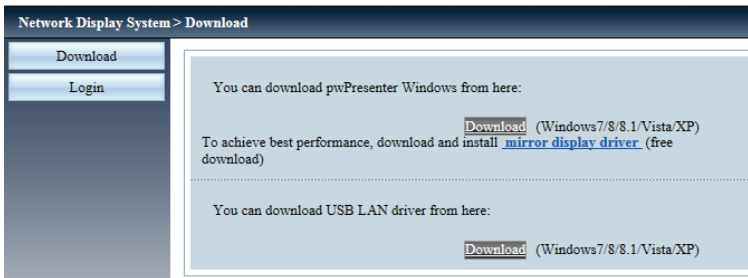 Network Display System > Download
Download
Login
You can download pwPresenter Windows from here:
Download (Windows7/8/8.1/Vista/XP)
To achieve best performance, download and install mirror display driver (free
download)
You can download USB LAN driver from here:
Download (Windows7/8/8.1/Vista/XP)